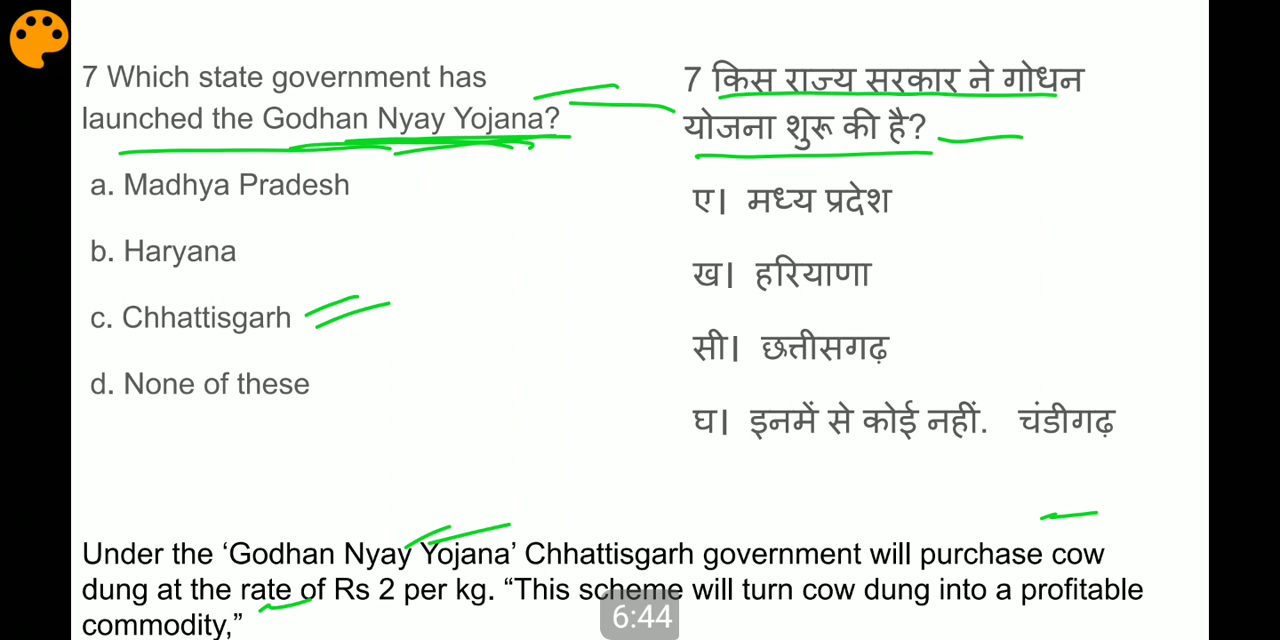 7 Which state government has
launched the Godhan Nyay Yojana?
a. Madhya Pradesh
b. Haryana
c. Chhattisgarh
d. None of these
7 किस राज्य सरकार ने गोधन
योजना शुरू की है?
ए। मध्य प्रदेश
ख। हरियाणा
सी। छत्तीसगढ़
घ। इनमें से कोई नहीं. चंडीगढ़
Under the ‘Godhan Nyay Yojana’ Chhattisgarh government will purchase cow
dung at the rate of Rs 2 per kg. “This scheme will turn cow dung into a profitable
commodity,”
6:44